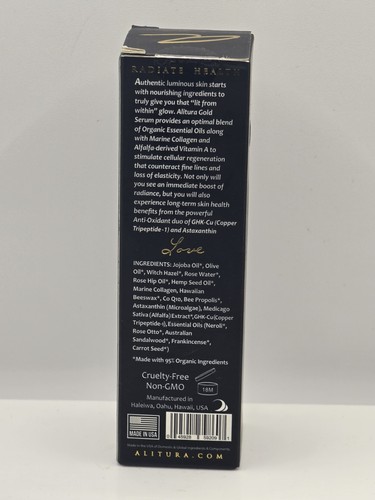 RADIATE HEALTH
Authentic luminous skin starts
with nourishing ingredients to
truly give you that "lit from
within" glow. Alitura Gold
Serum provides an optimal blend
of Organic Essential Oils along
with Marine Collagen and
Alfalfa-derived Vitamin A to
stimulate cellular regeneration
that counteract fine lines and
loss of elasticity. Not only will
you see an immediate boost of
radiance, but you will also
experience long-term skin health
benefits from the powerful
Anti-Oxidant duo of GHK-Cu (Copper
Tripeptide-1) and Astaxanthin
Love
INGREDIENTS: Jojoba Oil*, Olive
Oil*, Witch Hazel*, Rose Water*,
Rose Hip Oil*, Hemp Seed Oil*,
Marine Collagen, Hawaiian
Beeswax*, Co Q10, Bee Propolis*,
Astaxanthin (Microalgae), Medicago
Sativa (Alfalfa) Extract*, GHK-Cu(Copper
Tripeptide-1), Essential Oils (Neroli*,
Rose Otto*, Australian
Sandalwood*, Frankincense*,
Carrot Seed*)
*Made with 95% Organic Ingredients
Cruelty-Free
Non-GMO
18M
Manufactured in
Haleiwa, Oahu, Hawaii, USA
MADE IN USA
ALITURA.COM